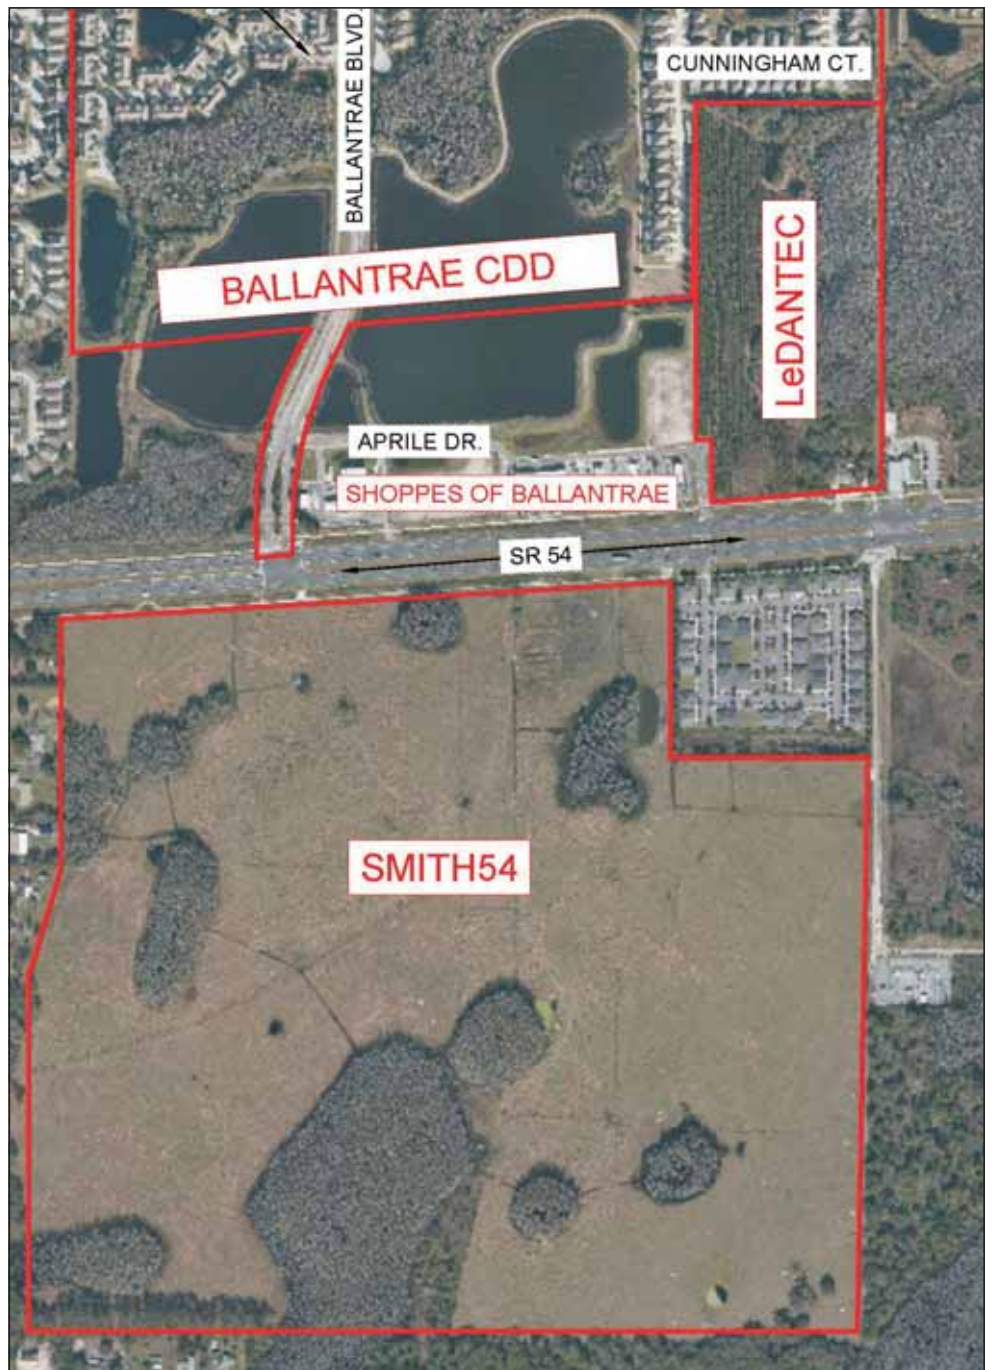 CUNNINGHAM CT.
BALLANTRAE BLVD.
BALLANTRAE CDD
LeDANTEC
APRILE DR.
SHOPPES OF BALLANTRAE
SR 54
SMITH54